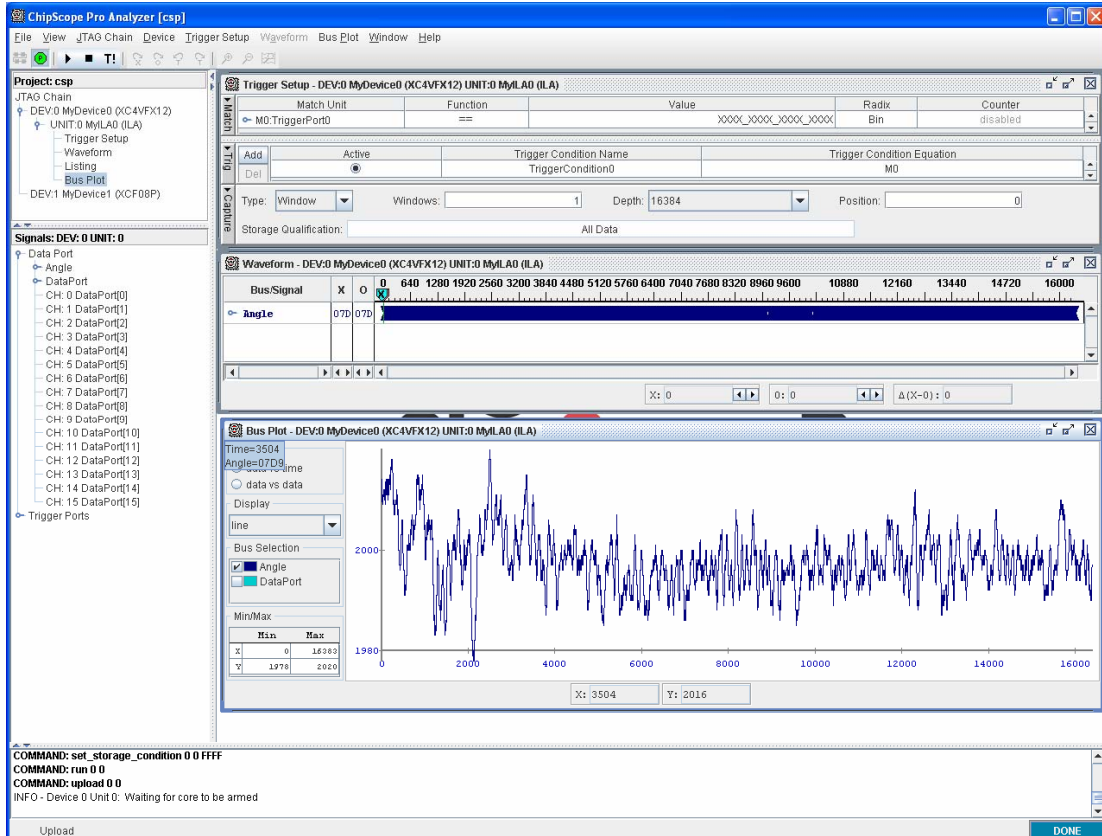 ChipScope Pro Analyzer [csp]
File View JTAG Chain Device Trigger Setup Waveform Bus Plot Window Help
T!
Project: csp
JTAG Chain
DEV:0 MyDevice0 (XC4VFX12)
UNIT:0 MyILA0 (ILA)
Trigger Setup
Waveform
Listing
Bus Plot
DEV:1 MyDevice1 (XCF08P)
Signals: DEV: 0 UNIT: 0
Data Port
Angle
DataPort
CH: 0 DataPort[0]
CH: 1 DataPort[1]
CH: 2 DataPort[2]
CH: 3 DataPort[3]
CH: 4 DataPort[4]
CH: 5 DataPort[5]
CH: 6 DataPort[6]
CH: 7 DataPort[7]
CH: 8 DataPort[8]
CH: 9 DataPort[9]
CH: 10 DataPort[10]
CH: 11 DataPort[11]
CH: 12 DataPort[12]
CH: 13 DataPort[13]
CH: 14 DataPort[14]
CH: 15 DataPort[15]
Trigger Ports
Trigger Setup - DEV:0 MyDevice0 (XC4VFX12) UNIT:0 MyILA0 (ILA)
Match
Match Unit Function Value Radix Counter
M0:TriggerPort0 == XXXX_XXXX_XXXX_XXXX Bin disabled
Trig
Add Active Trigger Condition Name Trigger Condition Equation
Del TriggerCondition0 M0
Capture
Type: Window Windows: 1 Depth: 16384 Position: 0
Storage Qualification: All Data
Waveform - DEV:0 MyDevice0 (XC4VFX12) UNIT:0 MyILA0 (ILA)
Bus/Signal X O 0 640 1280 1920 2560 3200 3840 4480 5120 5760 6400 7040 7680 8320 8960 9600 10880 12160 13440 14720 16000
X
Angle 07D 07D
X: 0 O: 0 Δ(X-O): 0
Bus Plot - DEV:0 MyDevice0 (XC4VFX12) UNIT:0 MyILA0 (ILA)
Time=3504
Angle=07D9
data vs time
data vs data
Display
line
Bus Selection
Angle
DataPort
Min/Max
Min Max
X 0 16383
Y 1978 2020
2000
1980
0 2000 4000 6000 8000 10000 12000 14000 16000
X: 3504 Y: 2016
COMMAND: set_storage_condition 0 0 FFFF
COMMAND: run 0 0
COMMAND: upload 0 0
INFO - Device 0 Unit 0: Waiting for core to be armed
Upload DONE